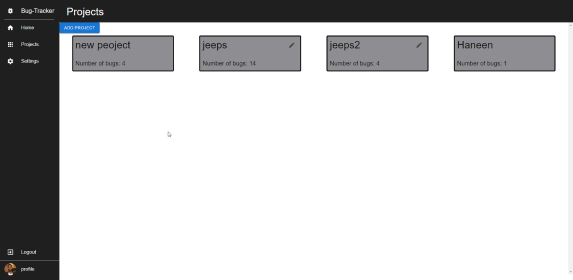 Bug-Tracker
Projects
Home
Projects
Settings
ADD PROJECT
new peoject
Number of bugs: 4
jeeps
Number of bugs: 14
jeeps2
Number of bugs: 4
Haneen
Number of bugs: 1
Logout
profile